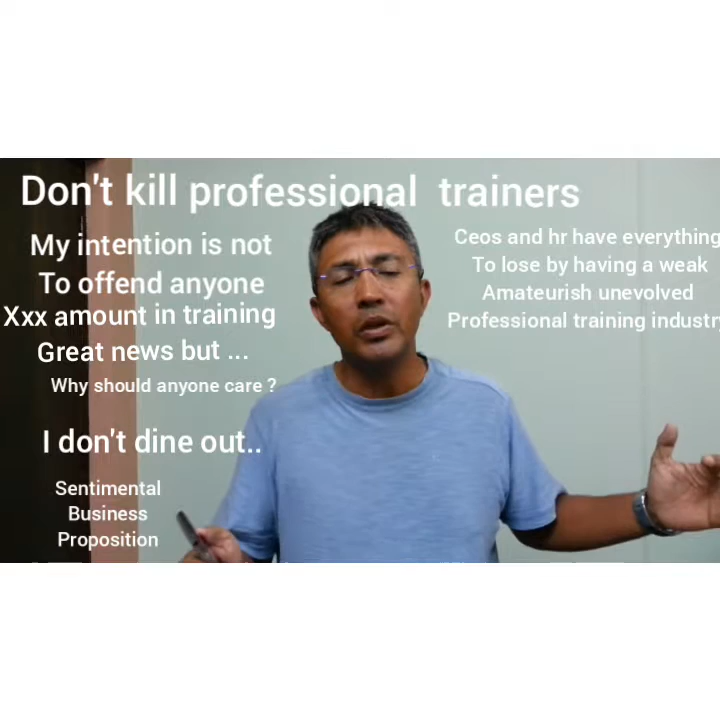 Don't kill professional trainers
My intention is not
To offend anyone
Xxx amount in training
Great news but ...
Why should anyone care ?
I don't dine out..
Sentimental
Business
Proposition
Ceos and hr have everything
To lose by having a weak
Amateurish unevolved
Professional training industry